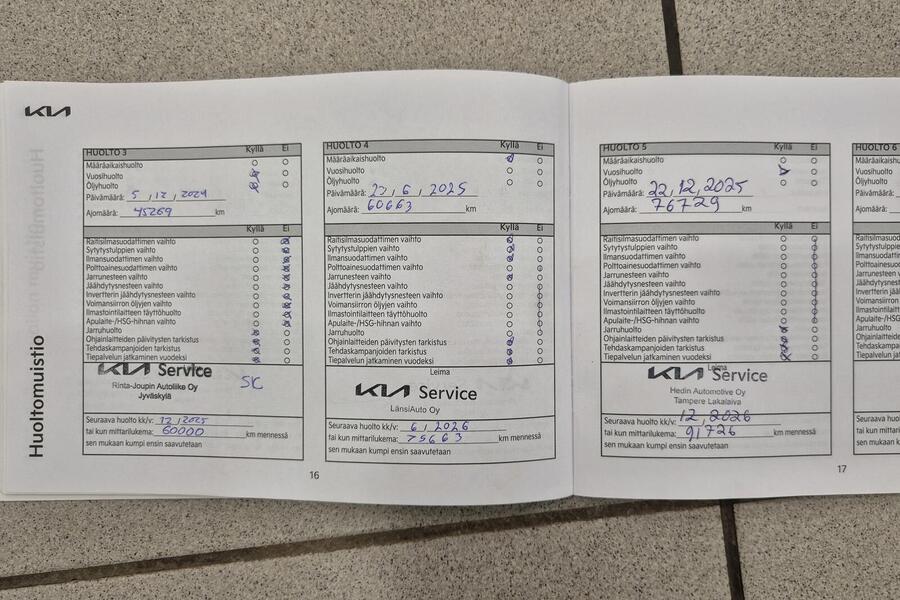 KIA
Huoltomuistio
HUOLTO 3 Kyllä Ei
Määräaikaishuolto
Vuosihuolto
Öljyhuolto
Päivämäärä: 5 , 12 , 2024
Ajomäärä: 45269 km
Kyllä Ei
Raitisilmasuodattimen vaihto
Sytytystulppien vaihto
Ilmansuodattimen vaihto
Polttoainesuodattimen vaihto
Jarrunesteen vaihto
Jäähdytysnesteen vaihto
Invertterin jäähdytysnesteen vaihto
Voimansiirron öljyjen vaihto
Ilmastointilaitteen täyttöhuolto
Apulaite-/HSG-hihnan vaihto
Jarruhuolto
Ohjainlaitteiden päivitysten tarkistus
Tehdaskampanjoiden tarkistus
Tiepalvelun jatkaminen vuodeksi
KIA Service
Rinta-Joupin Autoliike Oy
Jyväskylä
SK
Seuraava huolto kk/v: 12 / 2025
tai kun mittarilukema: 60000 km mennessä
sen mukaan kumpi ensin saavutetaan
HUOLTO 4 Kyllä Ei
Määräaikaishuolto
Vuosihuolto
Öljyhuolto
Päivämäärä: , 6 , 2025
Ajomäärä: 60663 km
Kyllä Ei
Raitisilmasuodattimen vaihto
Sytytystulppien vaihto
Ilmansuodattimen vaihto
Polttoainesuodattimen vaihto
Jarrunesteen vaihto
Jäähdytysnesteen vaihto
Invertterin jäähdytysnesteen vaihto
Voimansiirron öljyjen vaihto
Ilmastointilaitteen täyttöhuolto
Apulaite-/HSG-hihnan vaihto
Jarruhuolto
Ohjainlaitteiden päivitysten tarkistus
Tehdaskampanjoiden tarkistus
Tiepalvelun jatkaminen vuodeksi
Leima
KIA Service
LänsiAuto Oy
Seuraava huolto kk/v: 6 / 2026
tai kun mittarilukema: 75663 km mennessä
sen mukaan kumpi ensin saavutetaan
16
HUOLTO 5 Kyllä Ei
Määräaikaishuolto
Vuosihuolto
Öljyhuolto
Päivämäärä: 22,12,2025
Ajomäärä: 76729 km
Kyllä Ei
Raitisilmasuodattimen vaihto
Sytytystulppien vaihto
Ilmansuodattimen vaihto
Polttoainesuodattimen vaihto
Jarrunesteen vaihto
Jäähdytysnesteen vaihto
Invertterin jäähdytysnesteen vaihto
Voimansiirron öljyjen vaihto
Ilmastointilaitteen täyttöhuolto
Apulaite-/HSG-hihnan vaihto
Jarruhuolto
Ohjainlaitteiden päivitysten tarkistus
Tehdaskampanjoiden tarkistus
Tiepalvelun jatkaminen vuodeksi
Leima
KIA Service
Hedin Automotive Oy
Tampere Lakalaiva
Seuraava huolto kk/v: 12 , 2026
tai kun mittarilukema: 91726 km mennessä
sen mukaan kumpi ensin saavutetaan
17
HUOLTO 6
Määräaikaishuolto
Vuosihuolto
Öljyhuolto
Päivämäärä:
Ajomäärä: